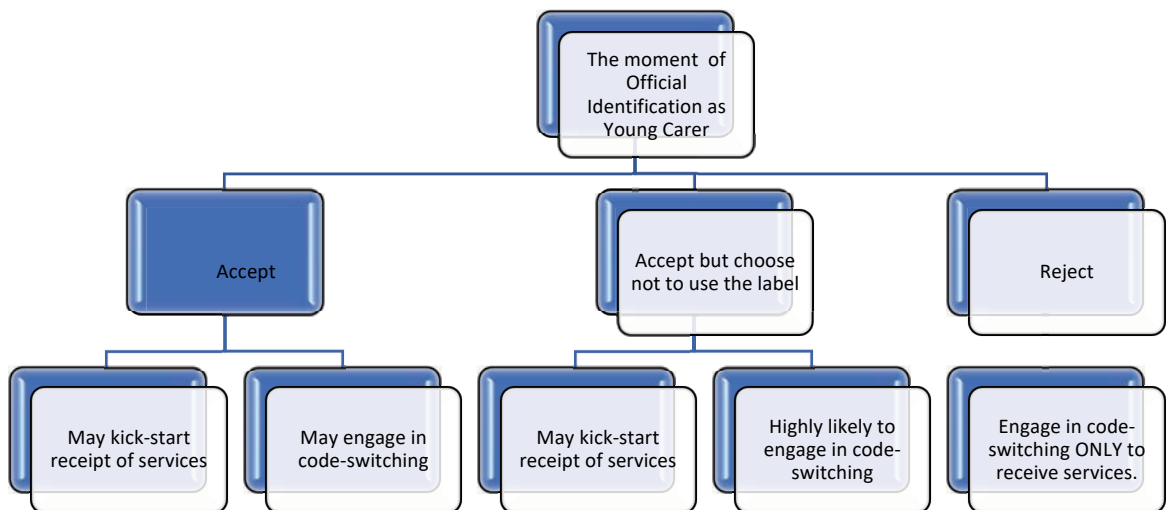 The moment of
Official
Identification as
Young Carer
Accept
Accept but choose
not to use the label
Reject
May kick-start
receipt of services
May engage in
code-switching
May kick-start
receipt of services
Highly likely to
engage in code-
switching
Engage in code-
switching ONLY to
receive services.